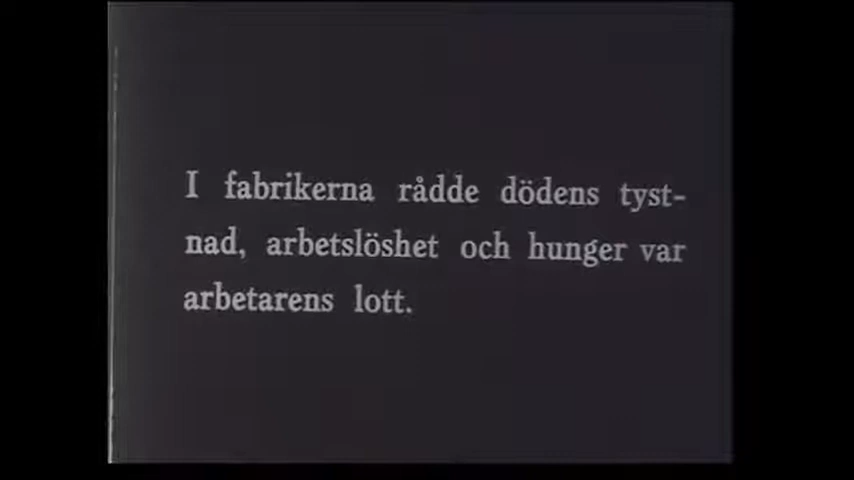 I fabrikerna rådde dödens tyst-
nad, arbetslöshet och hunger var
arbetarens lott.